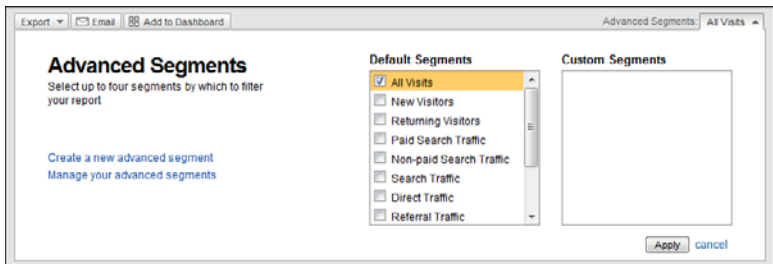 Export Email Add to Dashboard Advanced Segments: All Visits
Advanced Segments
Select up to four segments by which to filter
your report
Create a new advanced segment
Manage your advanced segments
Default Segments
All Visits
New Visitors
Returning Visitors
Paid Search Traffic
Non-paid Search Traffic
Search Traffic
Direct Traffic
Referral Traffic
Custom Segments
Apply cancel